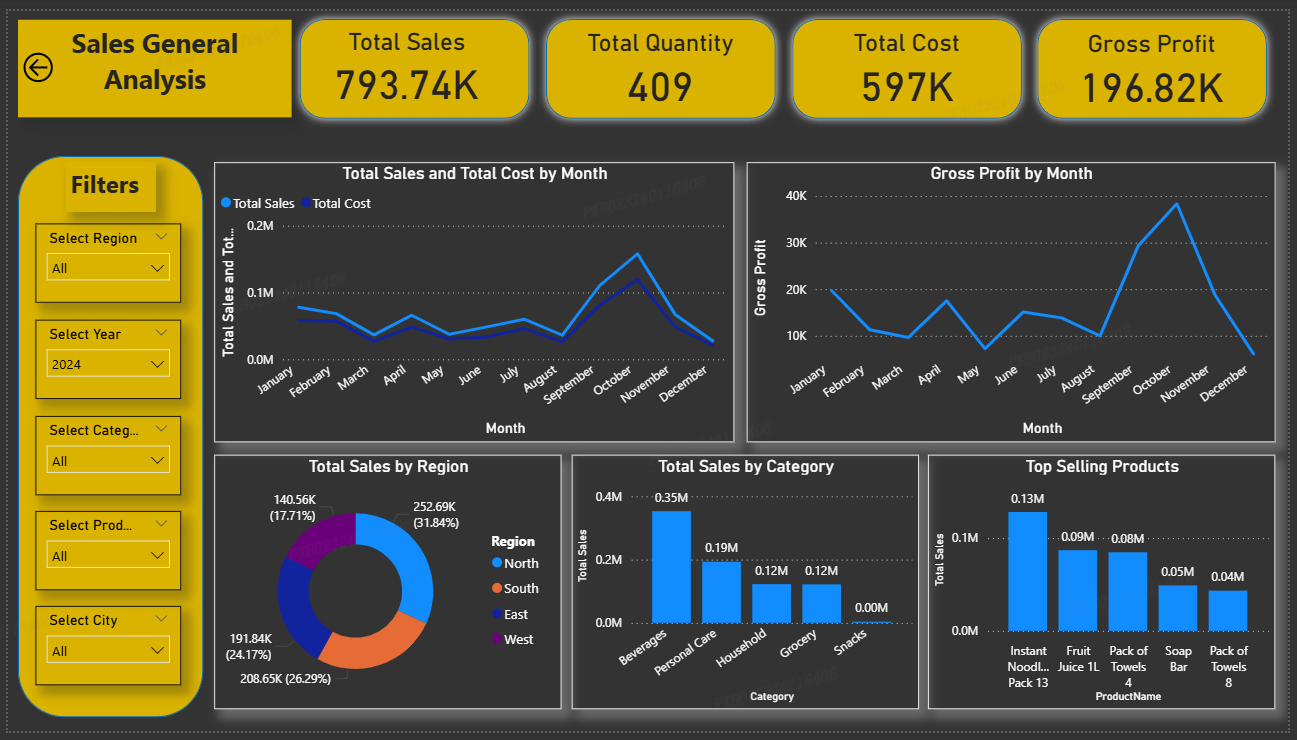 Sales General
Analysis
Total Sales
793.74K
Total Quantity
409
Total Cost
597K
Gross Profit
196.82K
Filters
Select Region
All
Select Year
2024
Select Categ...
All
Select Prod...
All
Select City
All
Total Sales and Total Cost by Month
Total Sales Total Cost
Total Sales and Tot...
0.2M
0.1M
0.0M
January February March April May June July August September October November December
Month
Gross Profit by Month
Gross Profit
40K
30K
20K
10K
January February March April May June July August September October November December
Month
Total Sales by Region
140.56K
(17.71%)
252.69K
(31.84%)
191.84K
(24.17%)
208.65K (26.29%)
Region
North
South
East
West
Total Sales by Category
Total Sales
0.4M
0.2M
0.0M
0.35M
0.19M
0.12M
0.12M
0.00M
Beverages Personal Care Household Grocery Snacks
Category
Top Selling Products
Total Sales
0.1M
0.0M
0.13M
0.09M
0.08M
0.05M
0.04M
Instant
Noodl...
Pack 13
Fruit
Juice 1L
Pack of
Towels
4
Soap
Bar
Pack of
Towels
8
ProductName